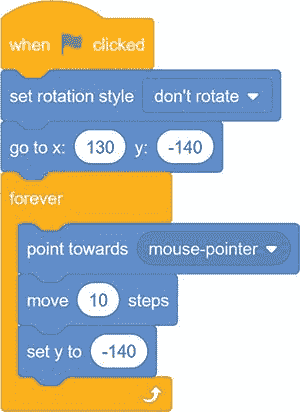 when clicked
set rotation style don't rotate
go to x: 130 y: -140
forever
point towards mouse-pointer
move 10 steps
set y to -140